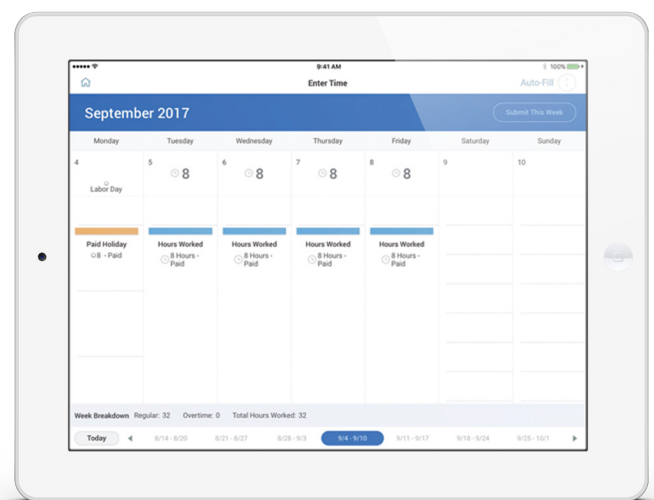 9:41 AM
100%
Enter Time
Auto-Fill
September 2017
Submit This Week
Monday Tuesday Wednesday Thursday Friday Saturday Sunday
4 5 6 7 8 9 10
8 8 8 8
Labor Day
Paid Holiday Hours Worked Hours Worked Hours Worked Hours Worked
8 - Paid 8 Hours - 8 Hours - 8 Hours - 8 Hours -
Paid Paid Paid Paid
Week Breakdown Regular: 32 Overtime: 0 Total Hours Worked: 32
Today 8/14 - 8/20 8/21 - 8/27 8/28 - 9/3 9/4 - 9/10 9/11 - 9/17 9/18 - 9/24 9/25 - 10/1